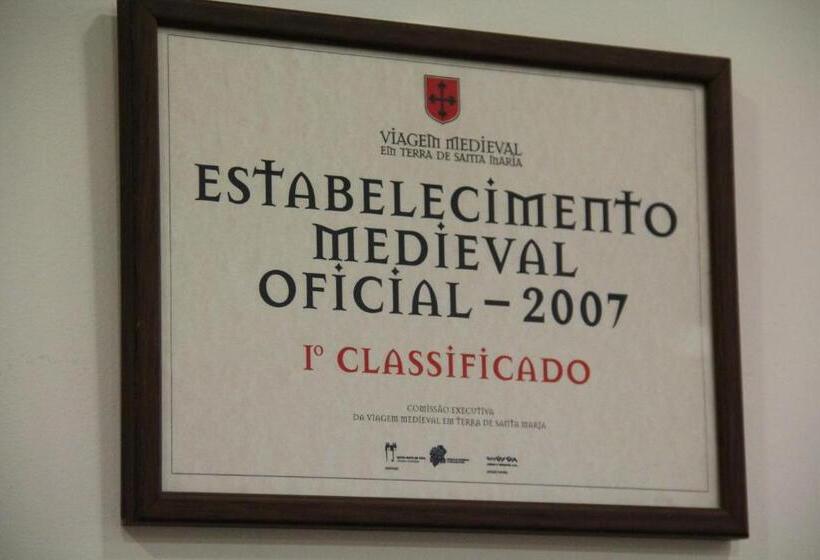 VIAGEM MEDIEVAL
EM TERRA DE SANTA MARIA
ESTABELECIMENTO
MEDIEVAL
OFICIAL – 2007
Iº CLASSIFICADO
COMISSÃO EXECUTIVA
DA VIAGEM MEDIEVAL EM TERRA DE SANTA MARIA